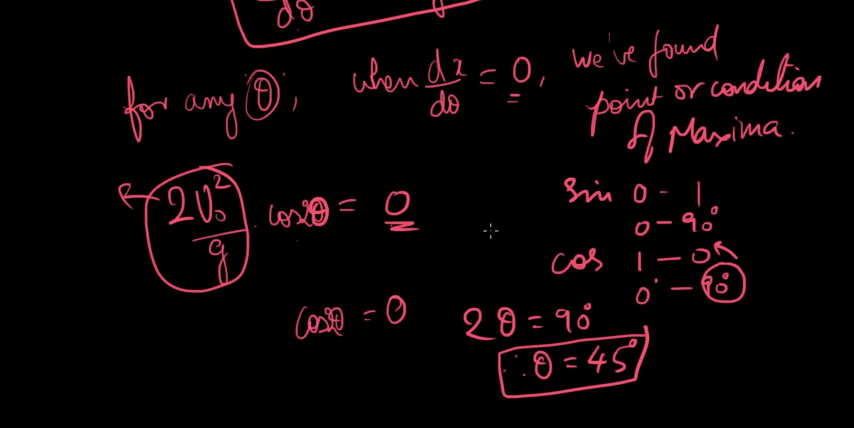 dθ
for any θ, when dx/dθ = 0, we've found
point or condition
of Maxima.
2V₀²/g . cos2θ = 0
sin 0 - 1
0 - 90°
cos 1 - 0
0° - 90°
cos2θ = 0 2θ = 90°
∴ θ = 45°